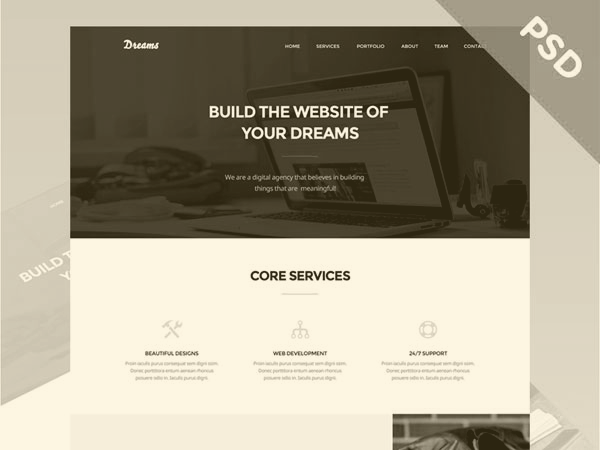 PSD
Dreams
HOME SERVICES PORTFOLIO ABOUT TEAM CONTACT
BUILD THE WEBSITE OF
YOUR DREAMS
We are a digital agency that believes in building
things that are meaningful!
HOME
BUILD T
Y
CORE SERVICES
BEAUTIFUL DESIGNS
Proin iaculis purus consequat sem digni ssim.
Donec porttitora entum aenean rhoncus
posuere odio in. Iaculis purus digni.
WEB DEVELOPMENT
Proin iaculis purus consequat sem digni ssim.
Donec porttitora entum aenean rhoncus
posuere odio in. Iaculis purus digni.
24/7 SUPPORT
Proin iaculis purus consequat sem digni ssim.
Donec porttitora entum aenean rhoncus
posuere odio in. Iaculis purus digni.